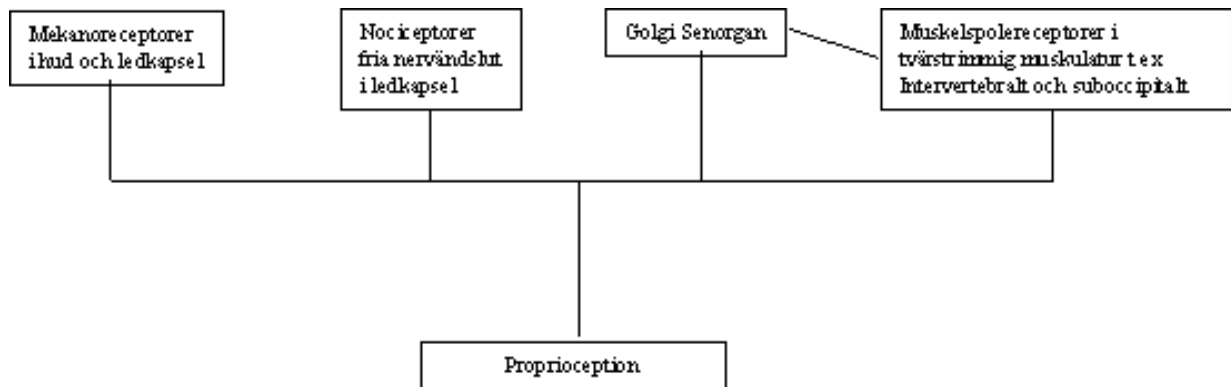 Mekanoreceptorer
i hud och ledkapsel
Nociceptorer
fria nervändslut
i ledkapsel
Golgi Senorgan
Muskelspolereceptorer i
tvärstrimmig muskulatur t ex
Intervertebralt och suboccipitalt
Proprioception